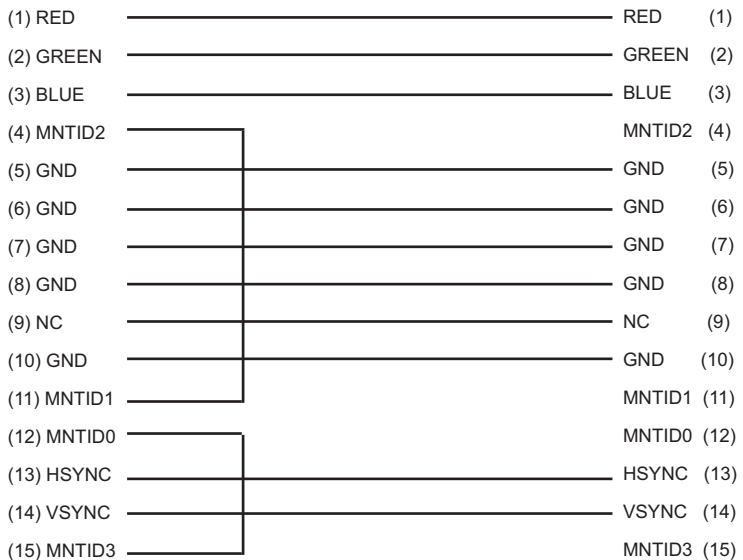 (1) RED RED (1)
(2) GREEN GREEN (2)
(3) BLUE BLUE (3)
(4) MNTID2 MNTID2 (4)
(5) GND GND (5)
(6) GND GND (6)
(7) GND GND (7)
(8) GND GND (8)
(9) NC NC (9)
(10) GND GND (10)
(11) MNTID1 MNTID1 (11)
(12) MNTID0 MNTID0 (12)
(13) HSYNC HSYNC (13)
(14) VSYNC VSYNC (14)
(15) MNTID3 MNTID3 (15)